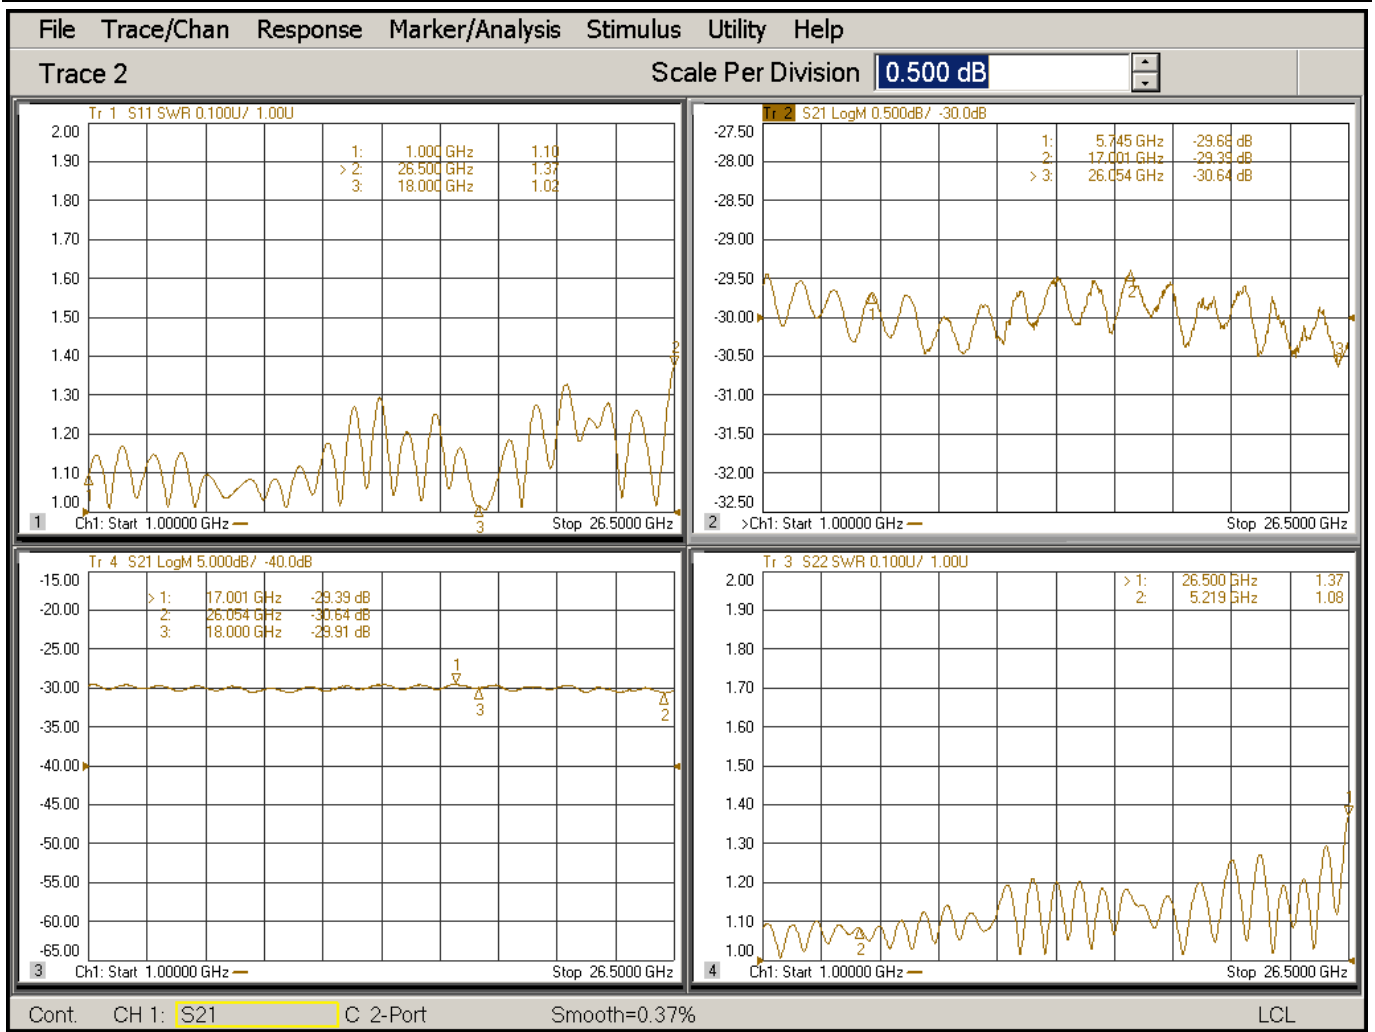 File Trace/Chan Response Marker/Analysis Stimulus Utility Help
Trace 2 Scale Per Division 0.500 dB
Tr 1 S11 SWR 0.100U/ 1.00U
2.00
1.90
1.80
1.70
1.60
1.50
1.40
1.30
1.20
1.10
1.00
1: 1.000 GHz 1.10
> 2: 26.500 GHz 1.37
3: 18.000 GHz 1.02
2
3
1 Ch1: Start 1.00000 GHz Stop 26.5000 GHz
Tr 2 S21 LogM 0.500dB/ -30.0dB
-27.50
-28.00
-28.50
-29.00
-29.50
-30.00
-30.50
-31.00
-31.50
-32.00
-32.50
1: 5.745 GHz -29.68 dB
2: 17.001 GHz -29.39 dB
> 3: 26.054 GHz -30.64 dB
1
2
3
2 >Ch1: Start 1.00000 GHz Stop 26.5000 GHz
Tr 4 S21 LogM 5.000dB/ -40.0dB
-15.00
-20.00
-25.00
-30.00
-35.00
-40.00
-45.00
-50.00
-55.00
-60.00
-65.00
> 1: 17.001 GHz -29.39 dB
2: 26.054 GHz -30.64 dB
3: 18.000 GHz -29.91 dB
1
3
2
3 Ch1: Start 1.00000 GHz Stop 26.5000 GHz
Tr 3 S22 SWR 0.100U/ 1.00U
2.00
1.90
1.80
1.70
1.60
1.50
1.40
1.30
1.20
1.10
1.00
> 1: 26.500 GHz 1.37
2: 5.219 GHz 1.08
1
2
4 Ch1: Start 1.00000 GHz Stop 26.5000 GHz
Cont. CH 1: S21 C 2-Port Smooth=0.37% LCL